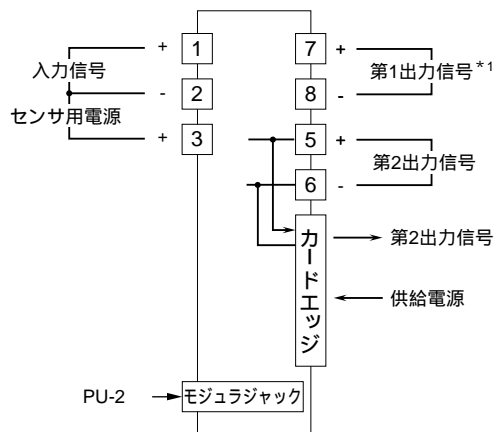 + 1
入力信号
- 2
センサ用電源
+ 3
7 +
第1出力信号*1
8 -
5 +
第2出力信号
6 -
カードエッジ
第2出力信号
供給電源
PU-2
モジュラジャック